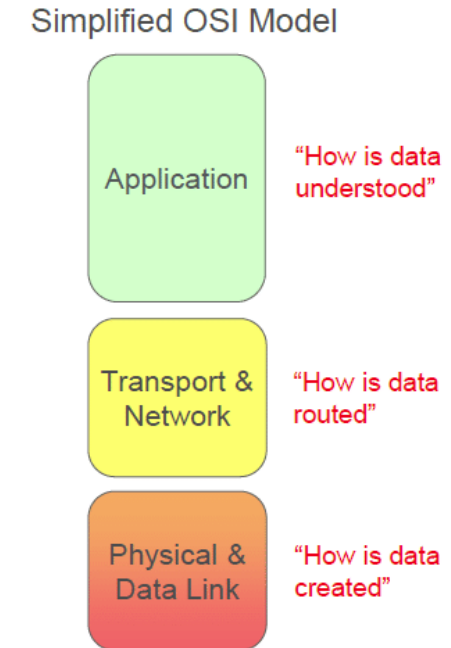 Simplified OSI Model
Application
“How is data
understood”
Transport &
Network
“How is data
routed”
Physical &
Data Link
“How is data
created”